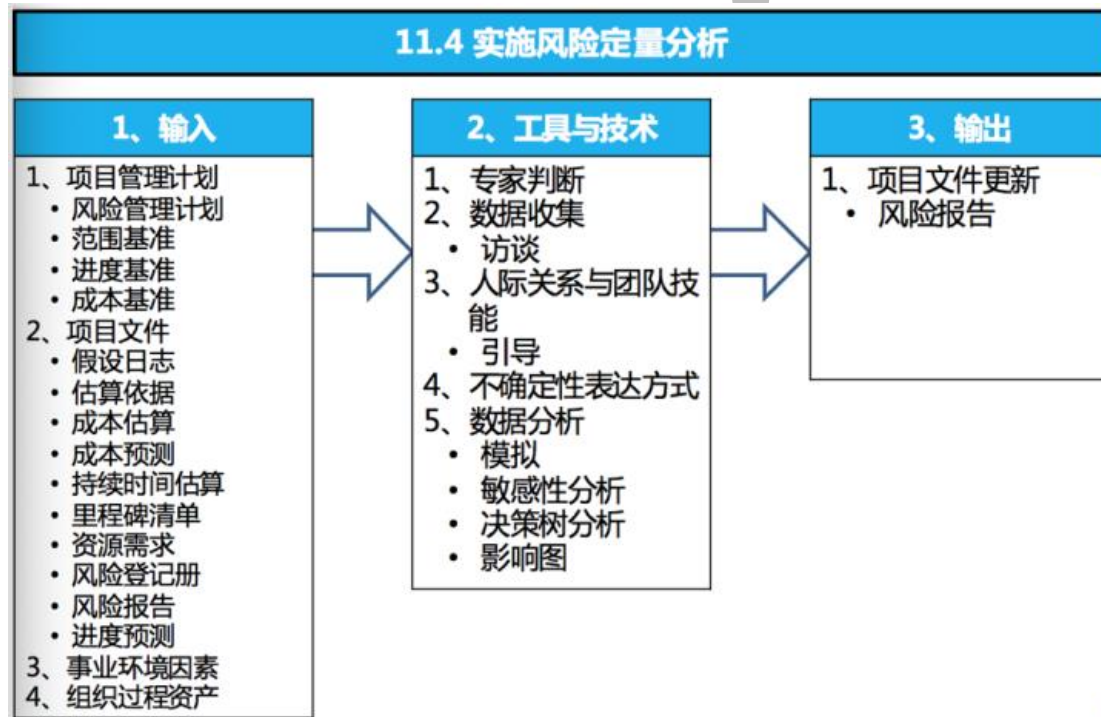 11.4 实施风险定量分析
1、输入
1、项目管理计划
• 风险管理计划
• 范围基准
• 进度基准
• 成本基准
2、项目文件
• 假设日志
• 估算依据
• 成本估算
• 成本预测
• 持续时间估算
• 里程碑清单
• 资源需求
• 风险登记册
• 风险报告
• 进度预测
3、事业环境因素
4、组织过程资产
2、工具与技术
1、专家判断
2、数据收集
• 访谈
3、人际关系与团队技
能
• 引导
4、不确定性表达方式
5、数据分析
• 模拟
• 敏感性分析
• 决策树分析
• 影响图
3、输出
1、项目文件更新
• 风险报告